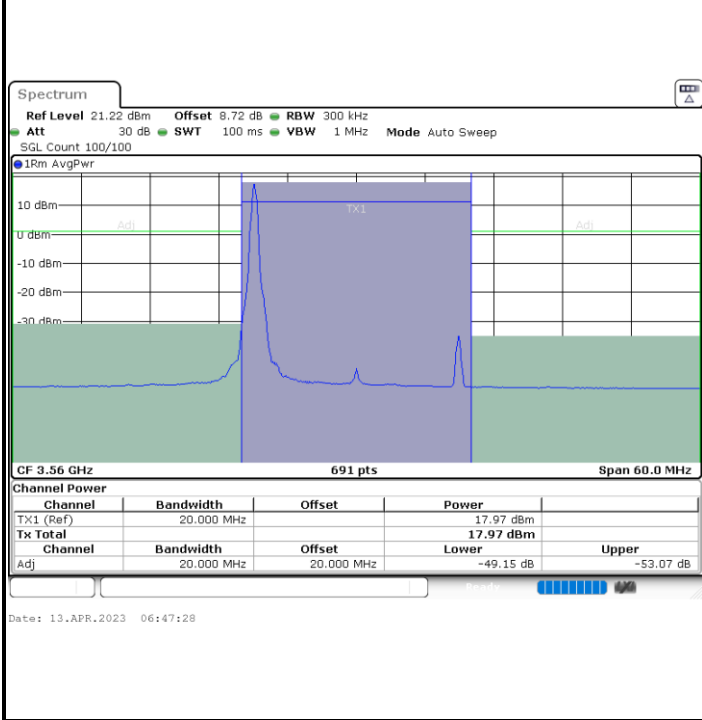 Spectrum
Ref Level 21.22 dBm Offset 8.72 dB RBW 300 kHz
Att 30 dB SWT 100 ms VBW 1 MHz Mode Auto Sweep
SGL Count 100/100
1Rm AvgPwr
10 dBm
TX1
Adj
Adj
0 dBm
-10 dBm
-20 dBm
-30 dBm
CF 3.56 GHz 691 pts Span 60.0 MHz
Channel Power
Channel Bandwidth Offset Power
TX1 (Ref) 20.000 MHz 17.97 dBm
Tx Total 17.97 dBm
Channel Bandwidth Offset Lower Upper
Adj 20.000 MHz 20.000 MHz -49.15 dB -53.07 dB
Ready
Date: 13.APR.2023 06:47:28